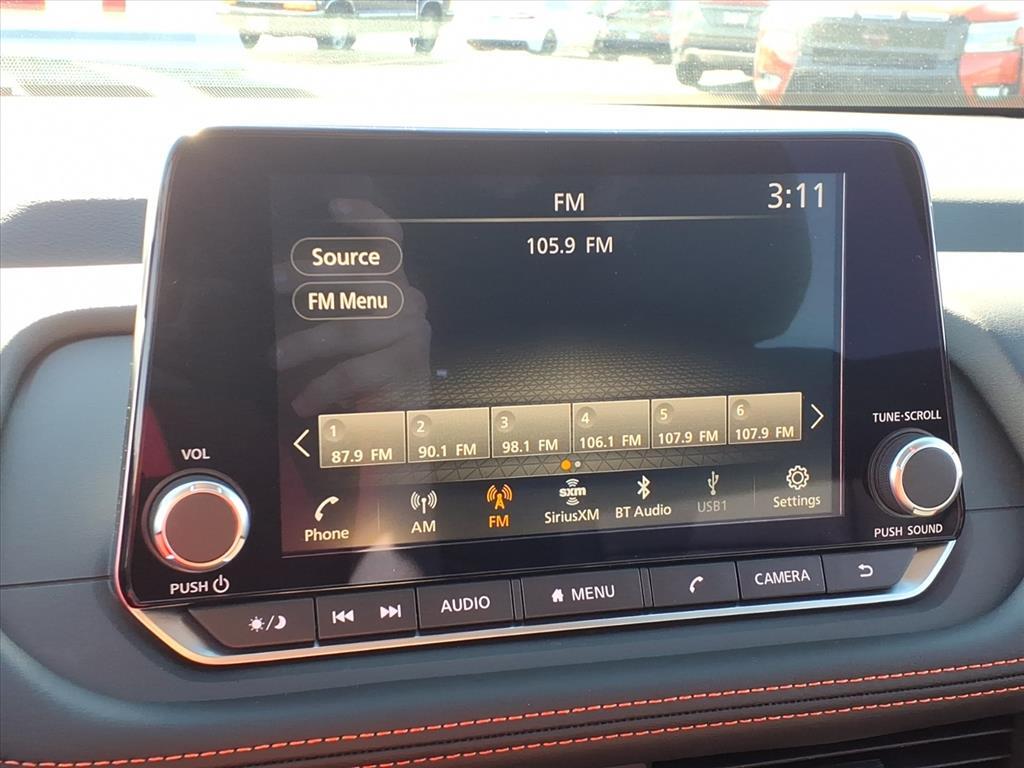 FM
3:11
105.9 FM
Source
FM Menu
1
87.9 FM
2
90.1 FM
3
98.1 FM
4
106.1 FM
5
107.9 FM
6
107.9 FM
Phone
AM
FM
sxm
SiriusXM
BT Audio
USB1
Settings
VOL
PUSH
TUNE·SCROLL
PUSH SOUND
AUDIO
MENU
CAMERA